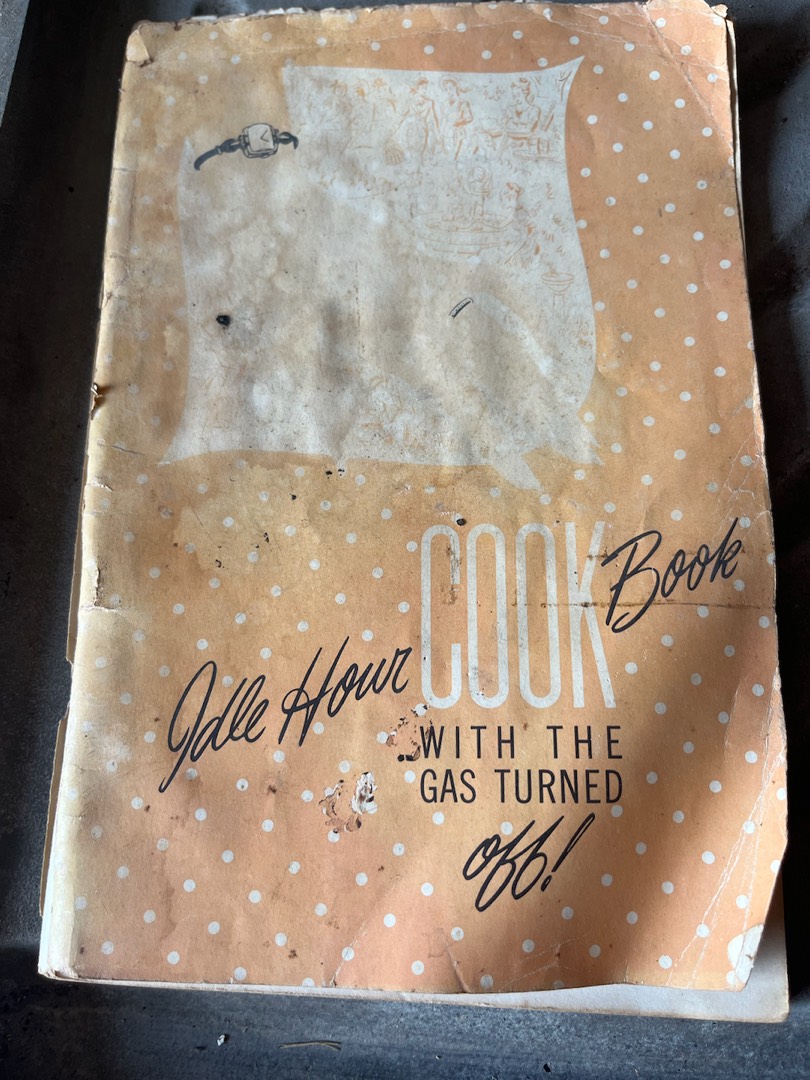 Idle Hour COOK Book
WITH THE
GAS TURNED
off!